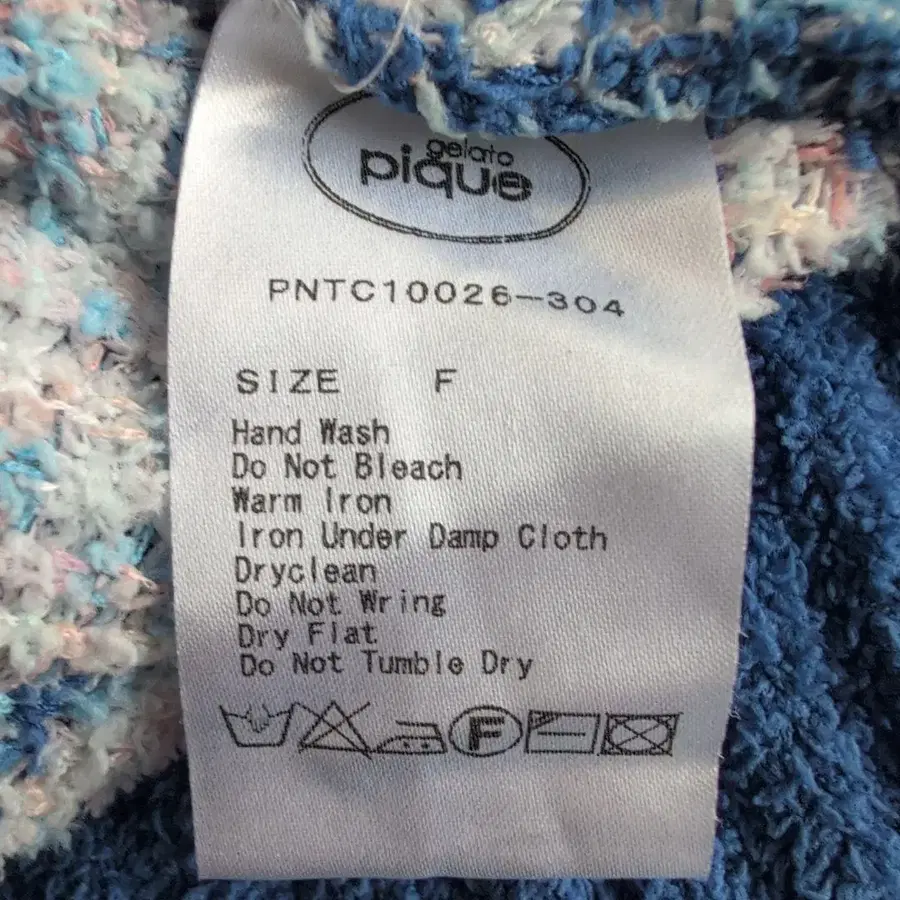 gelato
pique
PNTC10026-304
SIZE F
Hand Wash
Do Not Bleach
Warm Iron
Iron Under Damp Cloth
Dryclean
Do Not Wring
Dry Flat
Do Not Tumble Dry
F